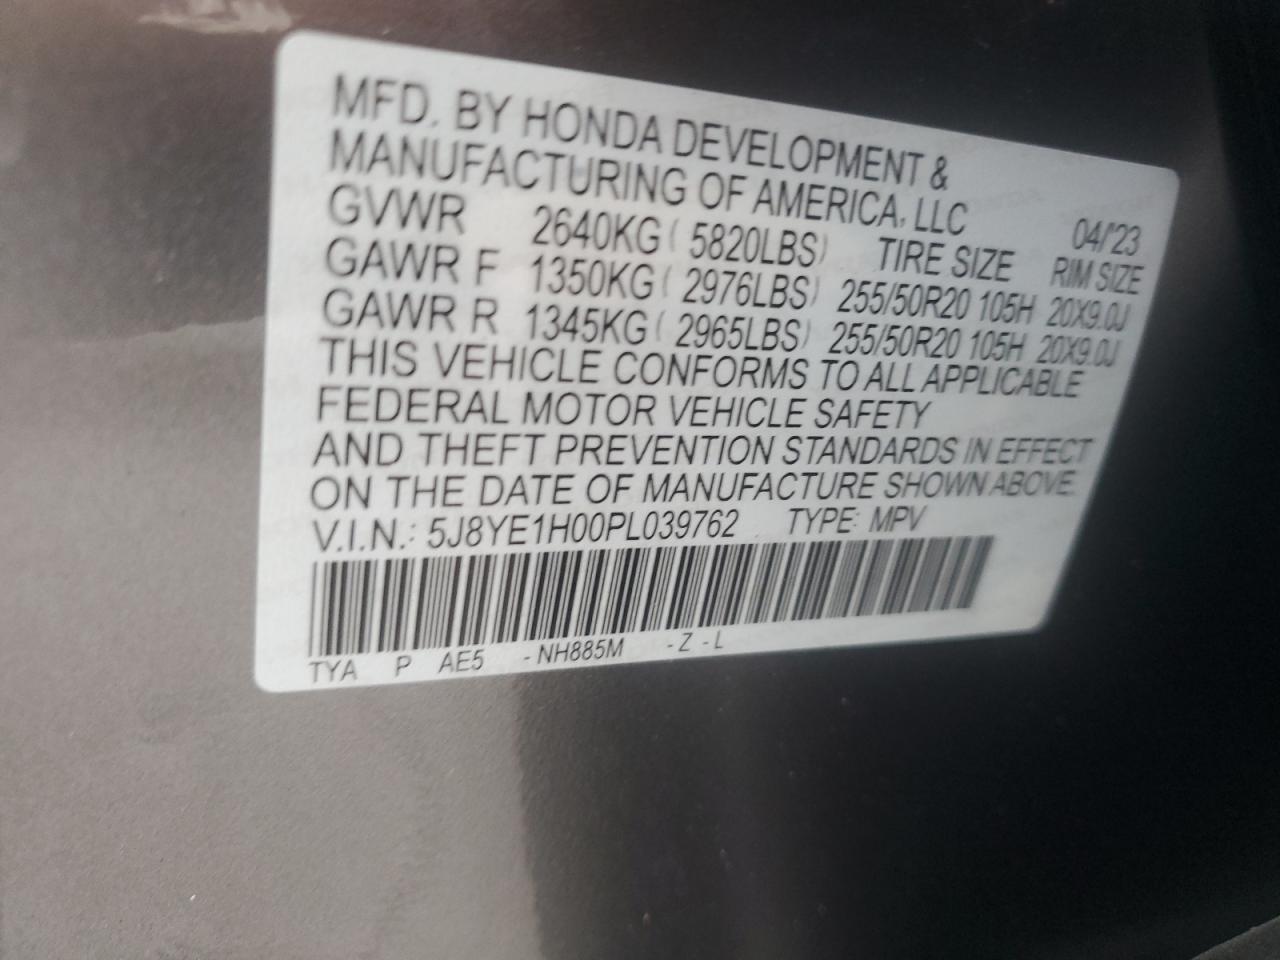 MFD. BY HONDA DEVELOPMENT &
MANUFACTURING OF AMERICA, LLC 04/'23
GVWR 2640KG ( 5820LBS) TIRE SIZE RIM SIZE
GAWR F 1350KG ( 2976LBS) 255/50R20 105H 20X9.0J
GAWR R 1345KG ( 2965LBS) 255/50R20 105H 20X9.0J
THIS VEHICLE CONFORMS TO ALL APPLICABLE
FEDERAL MOTOR VEHICLE SAFETY
AND THEFT PREVENTION STANDARDS IN EFFECT
ON THE DATE OF MANUFACTURE SHOWN ABOVE.
V.I.N.: 5J8YE1H00PL039762 TYPE: MPV
TYA P AE5 -NH885M -Z -L